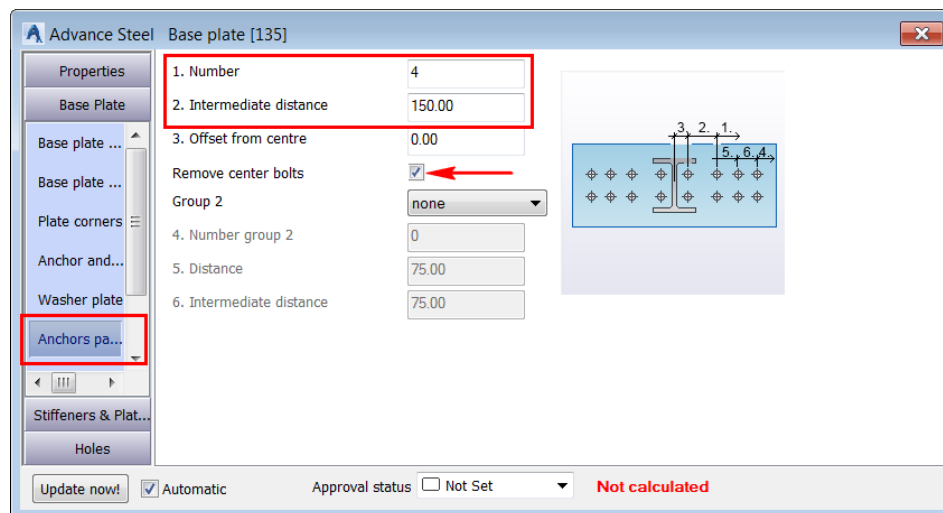 Advance Steel Base plate [135]
Properties
Base Plate
Base plate ...
Base plate ...
Plate corners
Anchor and...
Washer plate
Anchors pa...
Stiffeners & Plat...
Holes
1. Number 4
2. Intermediate distance 150.00
3. Offset from centre 0.00
Remove center bolts
Group 2 none
4. Number group 2 0
5. Distance 75.00
6. Intermediate distance 75.00
3. 2. 1.
5. 6. 4.
Update now! Automatic Approval status Not Set Not calculated